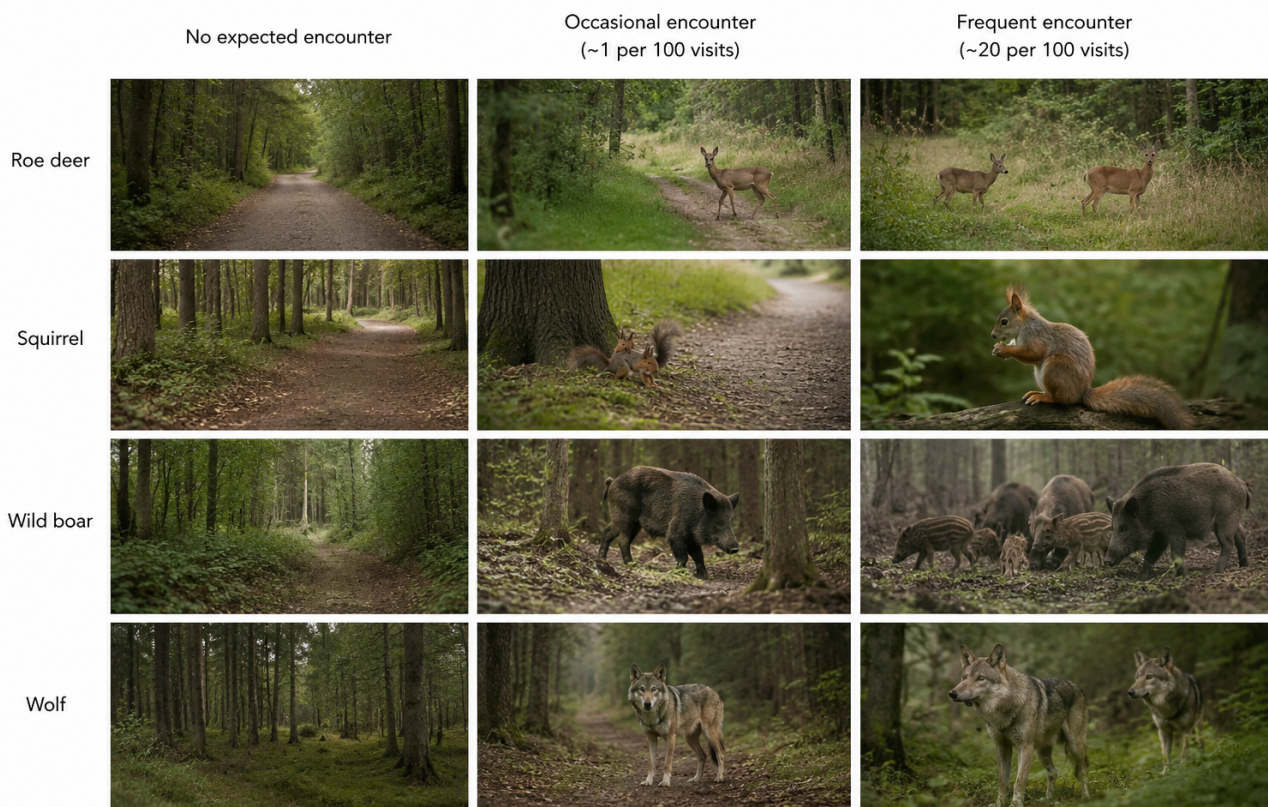 No expected encounter
Occasional encounter
(~1 per 100 visits)
Frequent encounter
(~20 per 100 visits)
Roe deer
Squirrel
Wild boar
Wolf